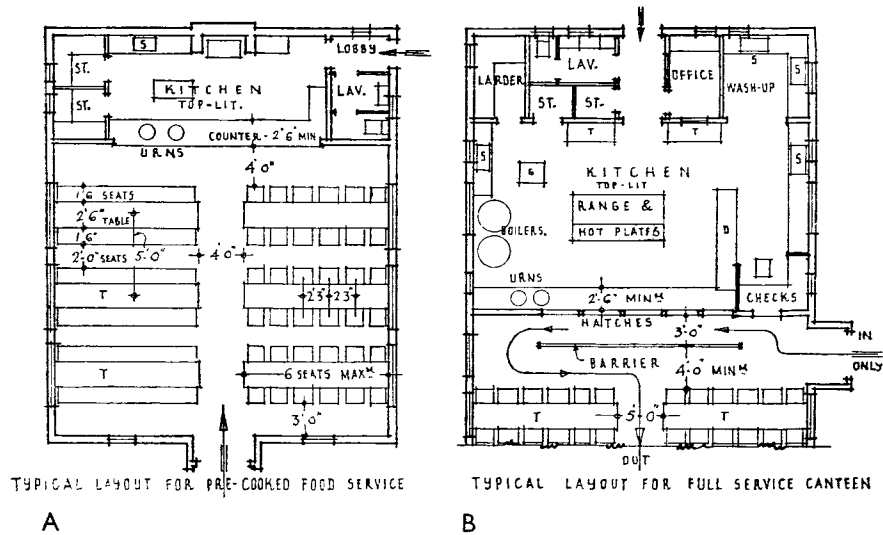 LOBBY
S
ST.
ST.
KITCHEN
TOP-LIT.
LAV.
COUNTER - 2'6" MIN
URNS
4'0"
1'6 SEATS
2'6" TABLE
1'6"
2'0" SEATS
5'0"
4'0"
T
2'3"
2'3"
T
6 SEATS MAXM
3'0"
TYPICAL LAYOUT FOR PRE-COOKED FOOD SERVICE
A
LARDER
LAV.
OFFICE
S
WASH-UP
S
ST.
ST.
T
T
S
S
G
KITCHEN
TOP-LIT
RANGE &
HOT PLATES
BOILERS.
D
URNS
2'6" MINM
CHECKS
HATCHES
3'0"
IN
ONLY
BARRIER
4'0" MINM
T
5'0"
T
OUT
TYPICAL LAYOUT FOR FULL SERVICE CANTEEN
B